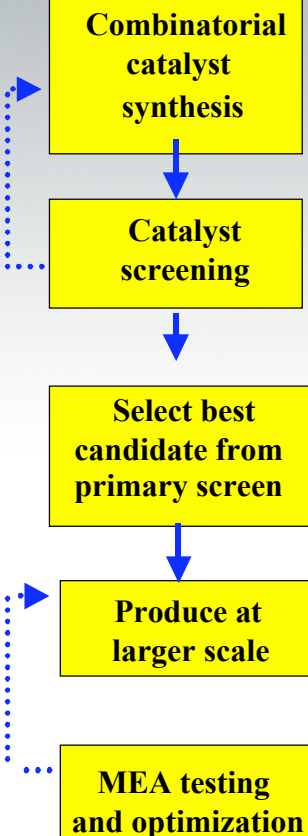 Combinatorial
catalyst
synthesis
Catalyst
screening
Select best
candidate from
primary screen
Produce at
larger scale
MEA testing
and optimization